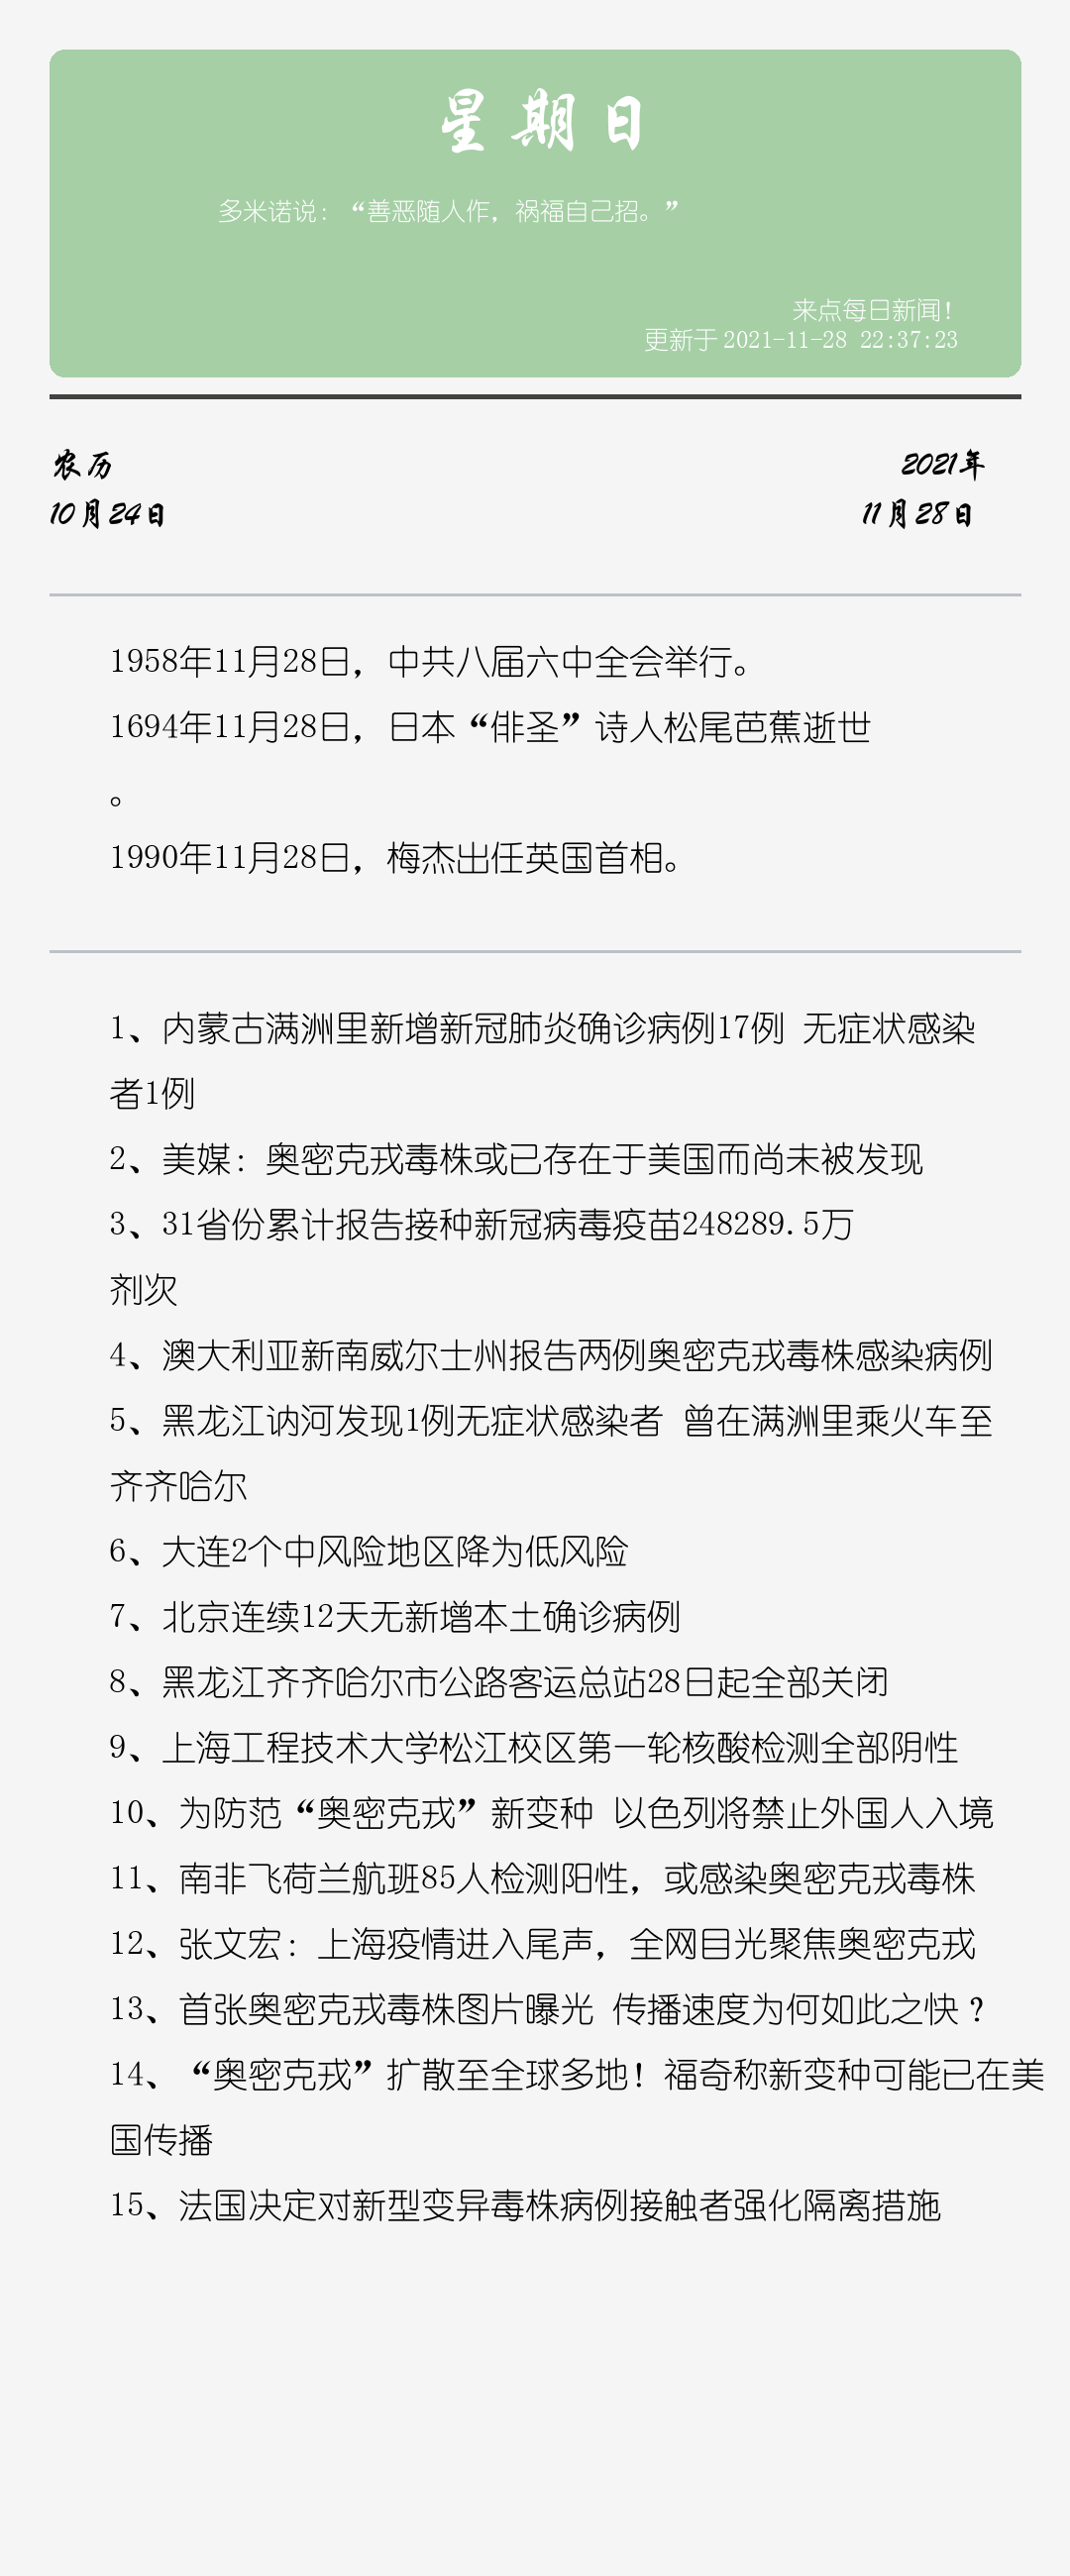 星期日
多米诺说：“善恶随人作，祸福自己招。”
来点每日新闻！
更新于 2021-11-28 22:37:23
农历
2021年
10月24日
11月28日
1958年11月28日，中共八届六中全会举行。
1694年11月28日，日本“俳圣”诗人松尾芭蕉逝世
。
1990年11月28日，梅杰出任英国首相。
1、内蒙古满洲里新增新冠肺炎确诊病例17例 无症状感染
者1例
2、美媒：奥密克戎毒株或已存在于美国而尚未被发现
3、31省份累计报告接种新冠病毒疫苗248289.5万
剂次
4、澳大利亚新南威尔士州报告两例奥密克戎毒株感染病例
5、黑龙江讷河发现1例无症状感染者 曾在满洲里乘火车至
齐齐哈尔
6、大连2个中风险地区降为低风险
7、北京连续12天无新增本土确诊病例
8、黑龙江齐齐哈尔市公路客运总站28日起全部关闭
9、上海工程技术大学松江校区第一轮核酸检测全部阴性
10、为防范“奥密克戎”新变种 以色列将禁止外国人入境
11、南非飞荷兰航班85人检测阳性，或感染奥密克戎毒株
12、张文宏：上海疫情进入尾声，全网目光聚焦奥密克戎
13、首张奥密克戎毒株图片曝光 传播速度为何如此之快？
14、“奥密克戎”扩散至全球多地！福奇称新变种可能已在美
国传播
15、法国决定对新型变异毒株病例接触者强化隔离措施